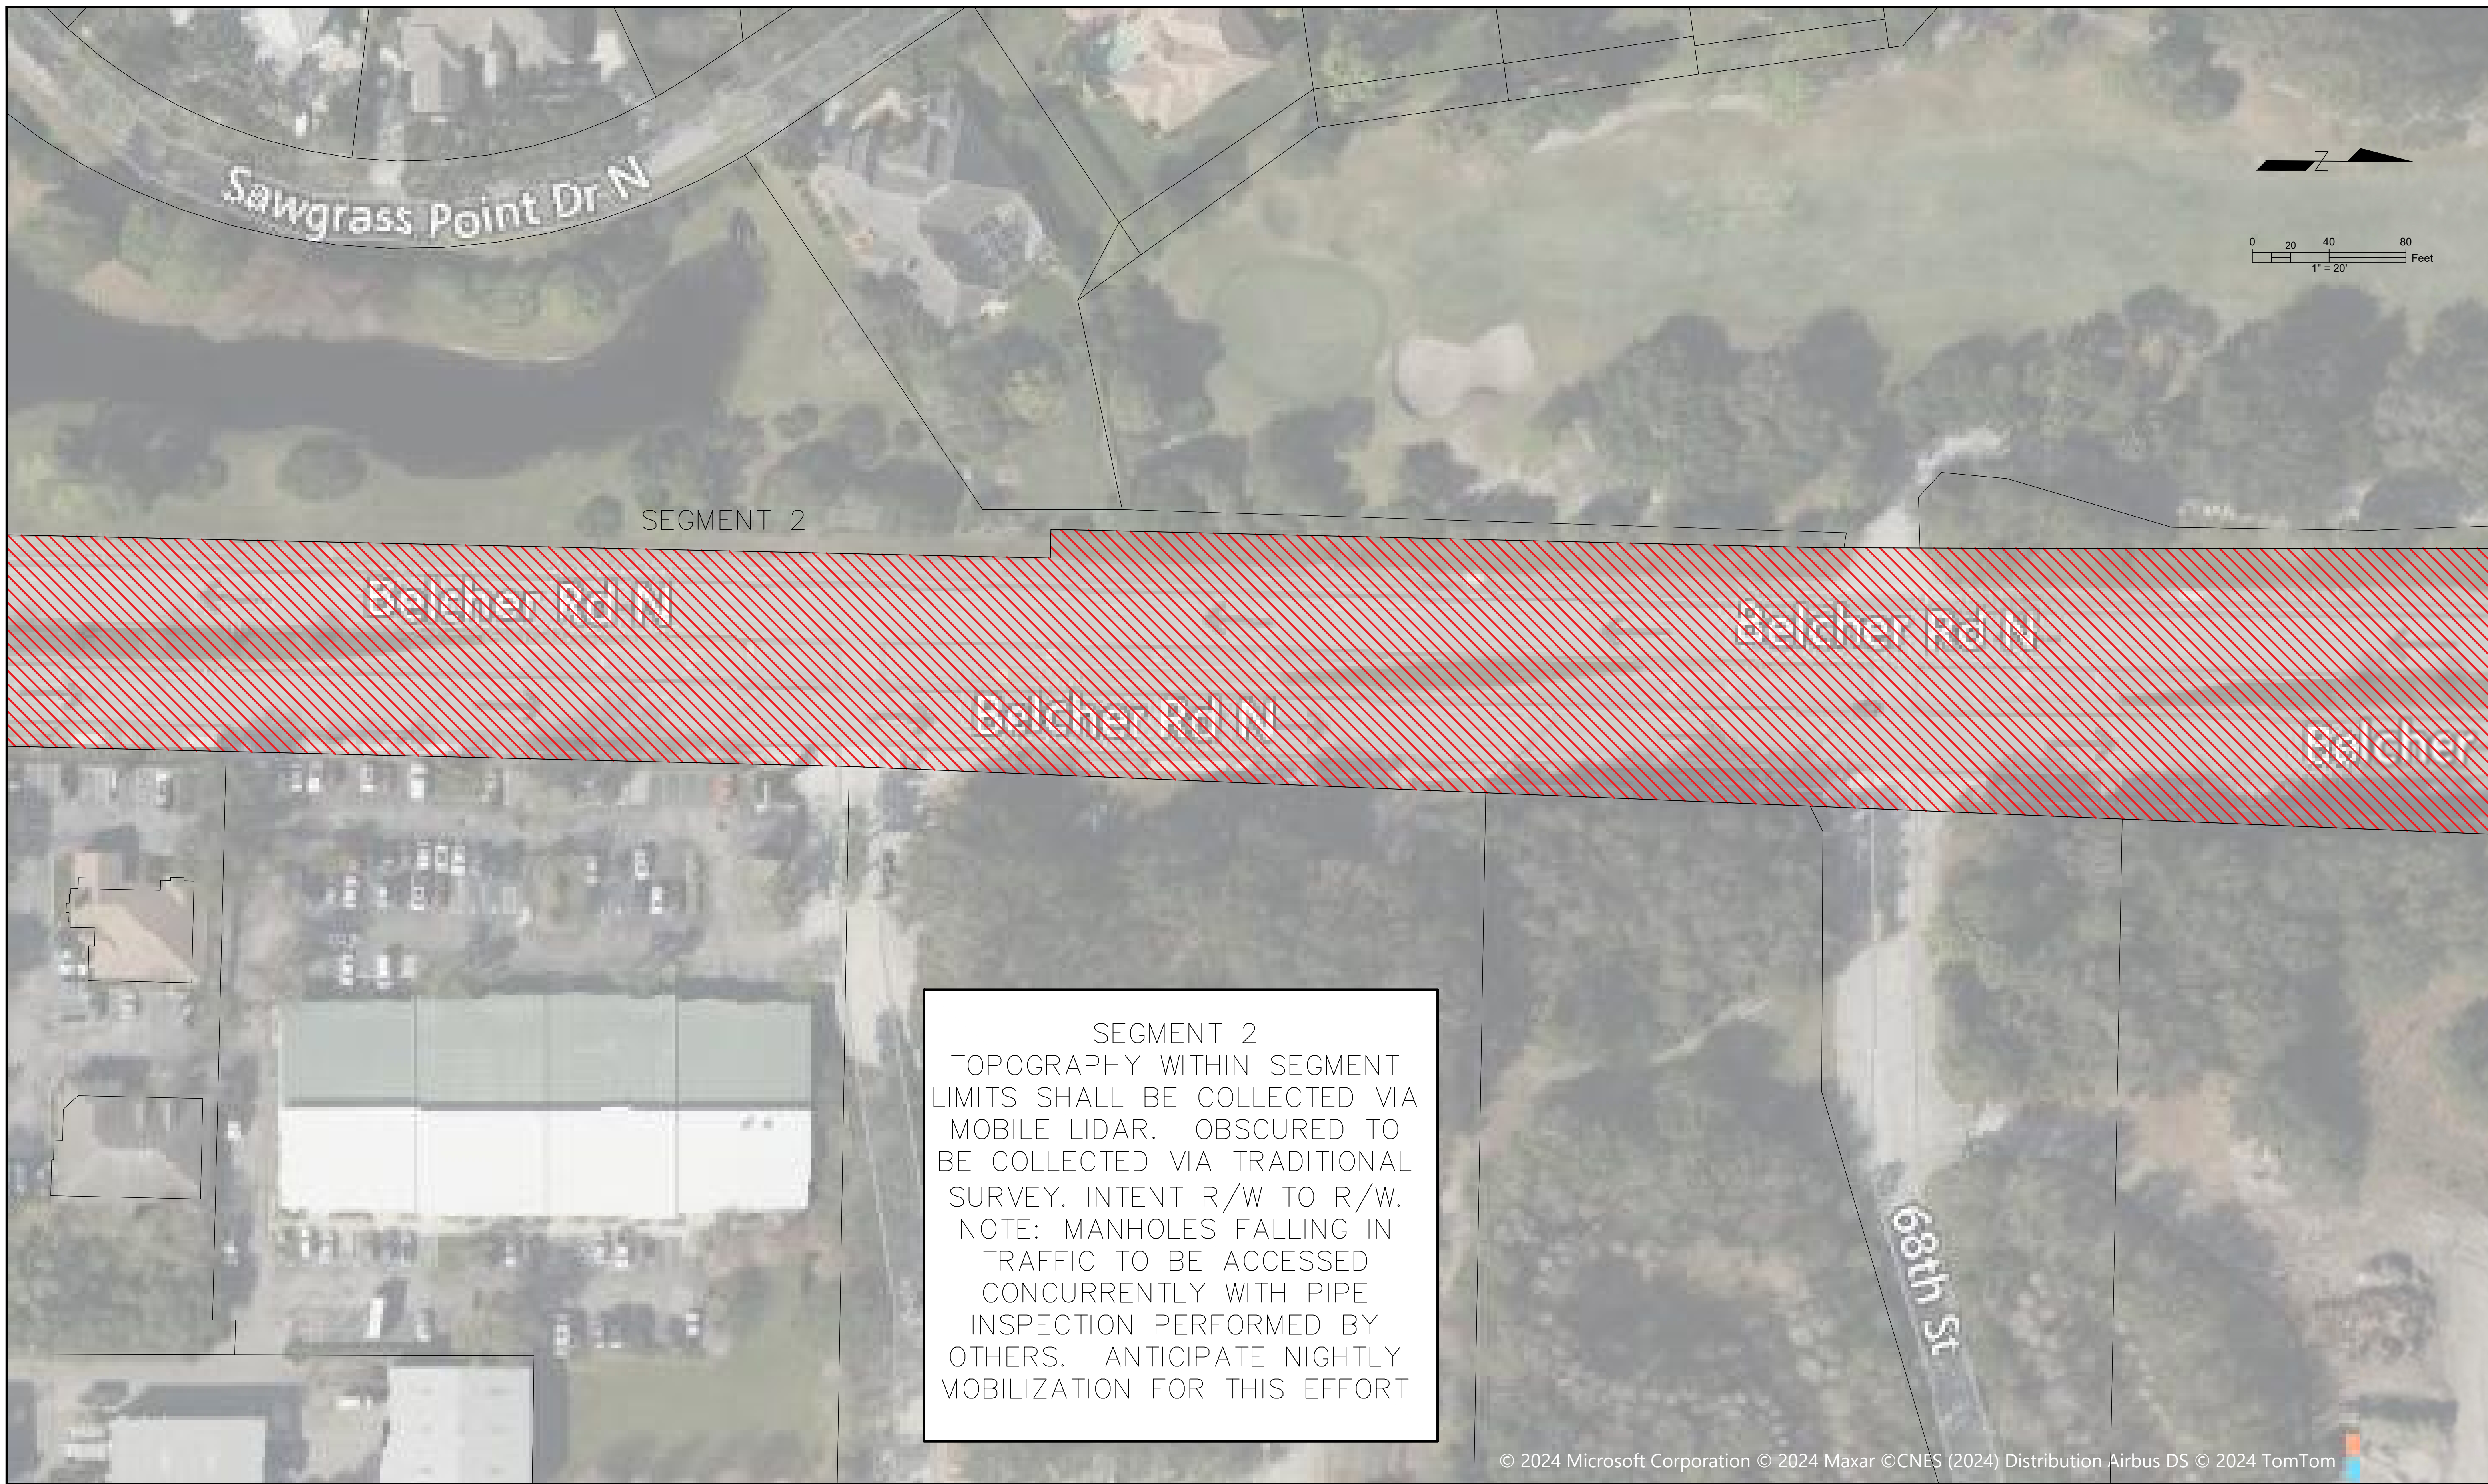 Sawgrass Point Dr N
Z
0 20 40 80
Feet
1" = 20'
SEGMENT 2
Belcher Rd N
Belcher Rd N
Belcher Rd N
Belcher
SEGMENT 2
TOPOGRAPHY WITHIN SEGMENT
LIMITS SHALL BE COLLECTED VIA
MOBILE LIDAR. OBSCURED TO
BE COLLECTED VIA TRADITIONAL
SURVEY. INTENT R/W TO R/W.
NOTE: MANHOLES FALLING IN
TRAFFIC TO BE ACCESSED
CONCURRENTLY WITH PIPE
INSPECTION PERFORMED BY
OTHERS. ANTICIPATE NIGHTLY
MOBILIZATION FOR THIS EFFORT
68th St
© 2024 Microsoft Corporation © 2024 Maxar ©CNES (2024) Distribution Airbus DS © 2024 TomTom